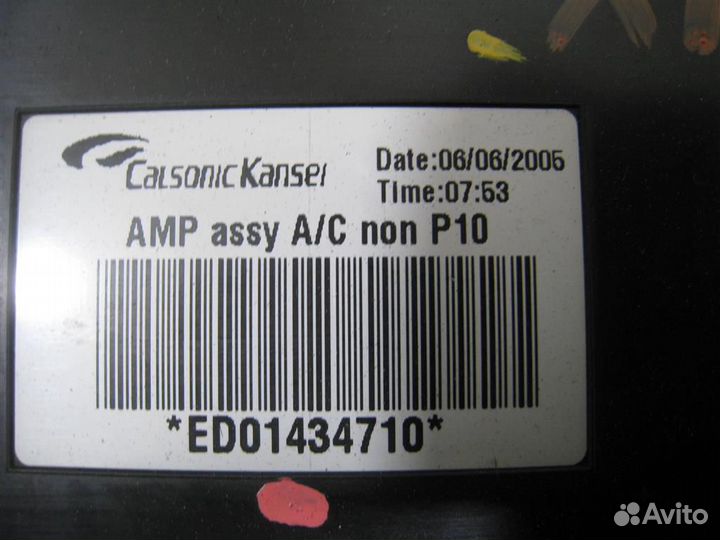 CalsonicKansei
Date:06/06/2005
Time:07:53
AMP assy A/C non P10
*ED01434710*
Avito